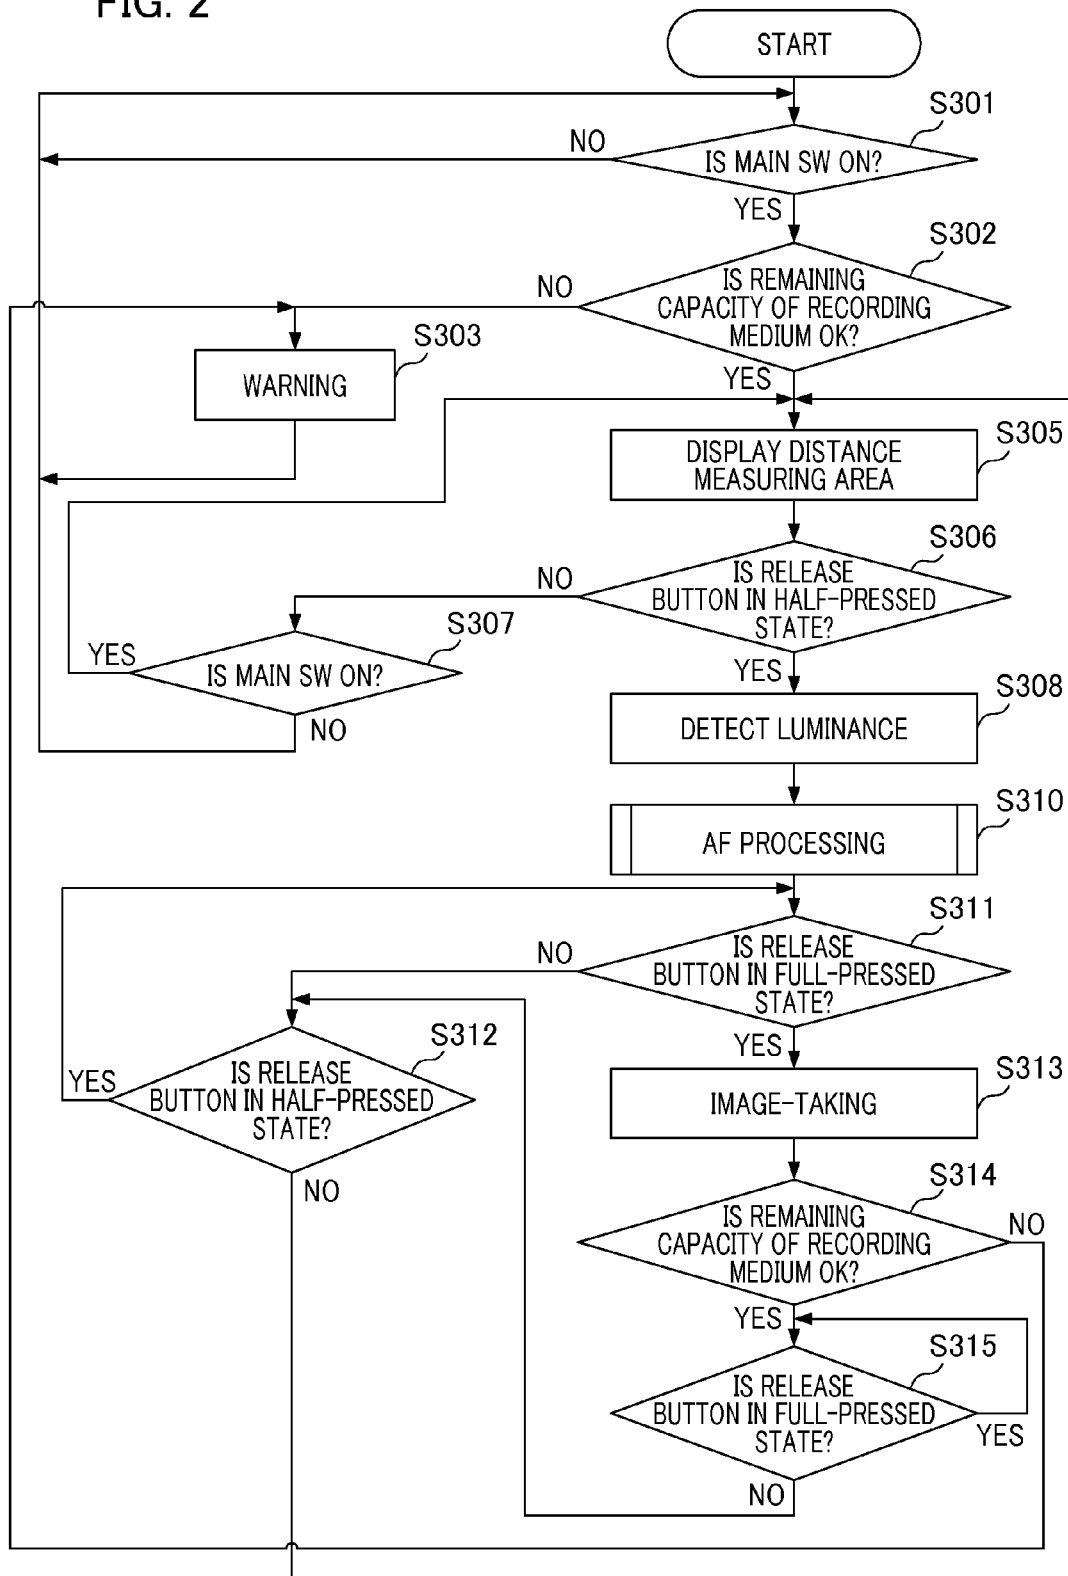 FIG. 2
START
S301
NO
IS MAIN SW ON?
YES
S302
NO
IS REMAINING
CAPACITY OF RECORDING
MEDIUM OK?
S303
YES
WARNING
S305
DISPLAY DISTANCE
MEASURING AREA
S306
NO
IS RELEASE
BUTTON IN HALF-PRESSED
STATE?
S307
YES
IS MAIN SW ON?
YES
NO
S308
DETECT LUMINANCE
S310
AF PROCESSING
S311
NO
IS RELEASE
BUTTON IN FULL-PRESSED
STATE?
S312
YES
YES
IS RELEASE
BUTTON IN HALF-PRESSED
STATE?
S313
IMAGE-TAKING
NO
S314
IS REMAINING
CAPACITY OF RECORDING
MEDIUM OK?
NO
YES
S315
IS RELEASE
BUTTON IN FULL-PRESSED
STATE?
YES
NO